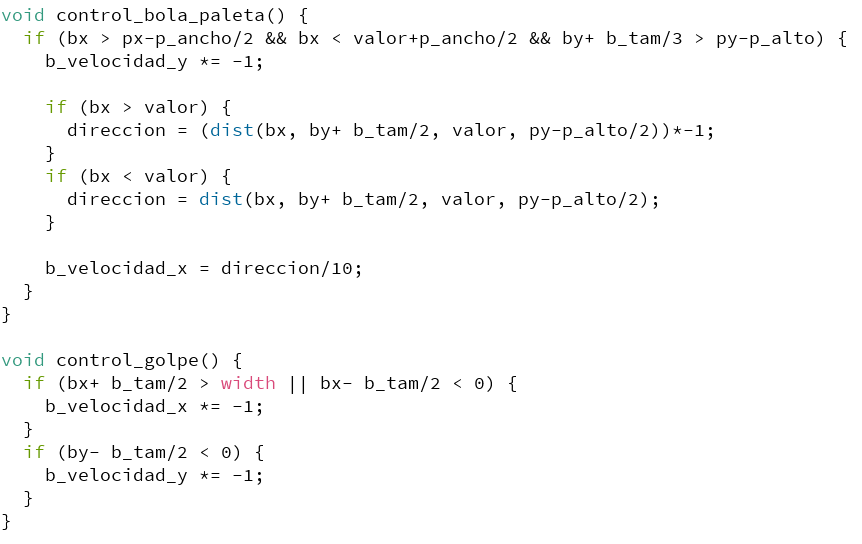 void control_bola_paleta() {
  if (bx > px-p_ancho/2 && bx < valor+p_ancho/2 && by+ b_tam/3 > py-p_alto) {
    b_velocidad_y *= -1;

    if (bx > valor) {
      direccion = (dist(bx, by+ b_tam/2, valor, py-p_alto/2))*-1;
    }
    if (bx < valor) {
      direccion = dist(bx, by+ b_tam/2, valor, py-p_alto/2);
    }

    b_velocidad_x = direccion/10;
  }
}

void control_golpe() {
  if (bx+ b_tam/2 > width || bx- b_tam/2 < 0) {
    b_velocidad_x *= -1;
  }
  if (by- b_tam/2 < 0) {
    b_velocidad_y *= -1;
  }
}